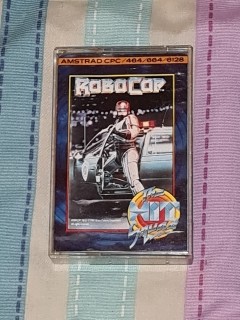 AMSTRAD CPC/464/664/6128
ROBOCOP
The
HIT
Squad